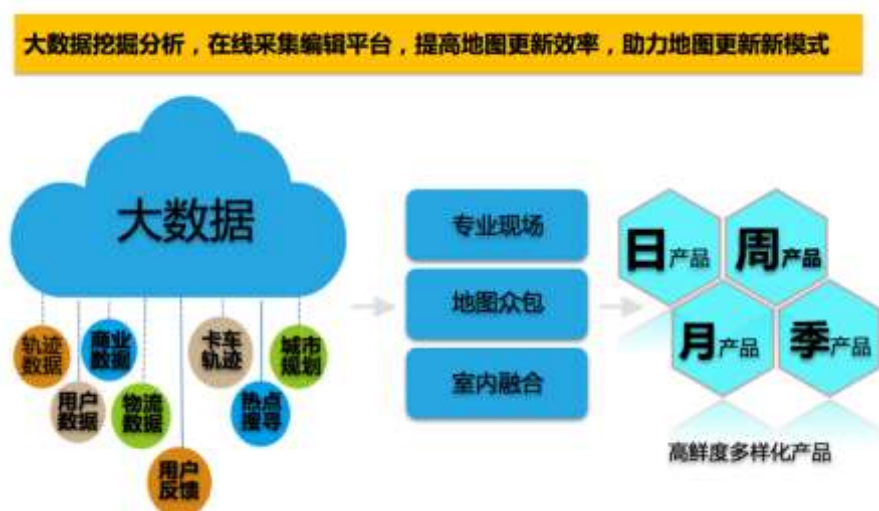 大数据挖掘分析，在线采集编辑平台，提高地图更新效率，助力地图更新新模式
大数据
轨迹
数据
用户
数据
商业
数据
物流
数据
用户
反馈
卡车
轨迹
热点
搜寻
城市
规划
专业现场
地图众包
室内融合
日产品
周产品
月产品
季产品
高鲜度多样化产品